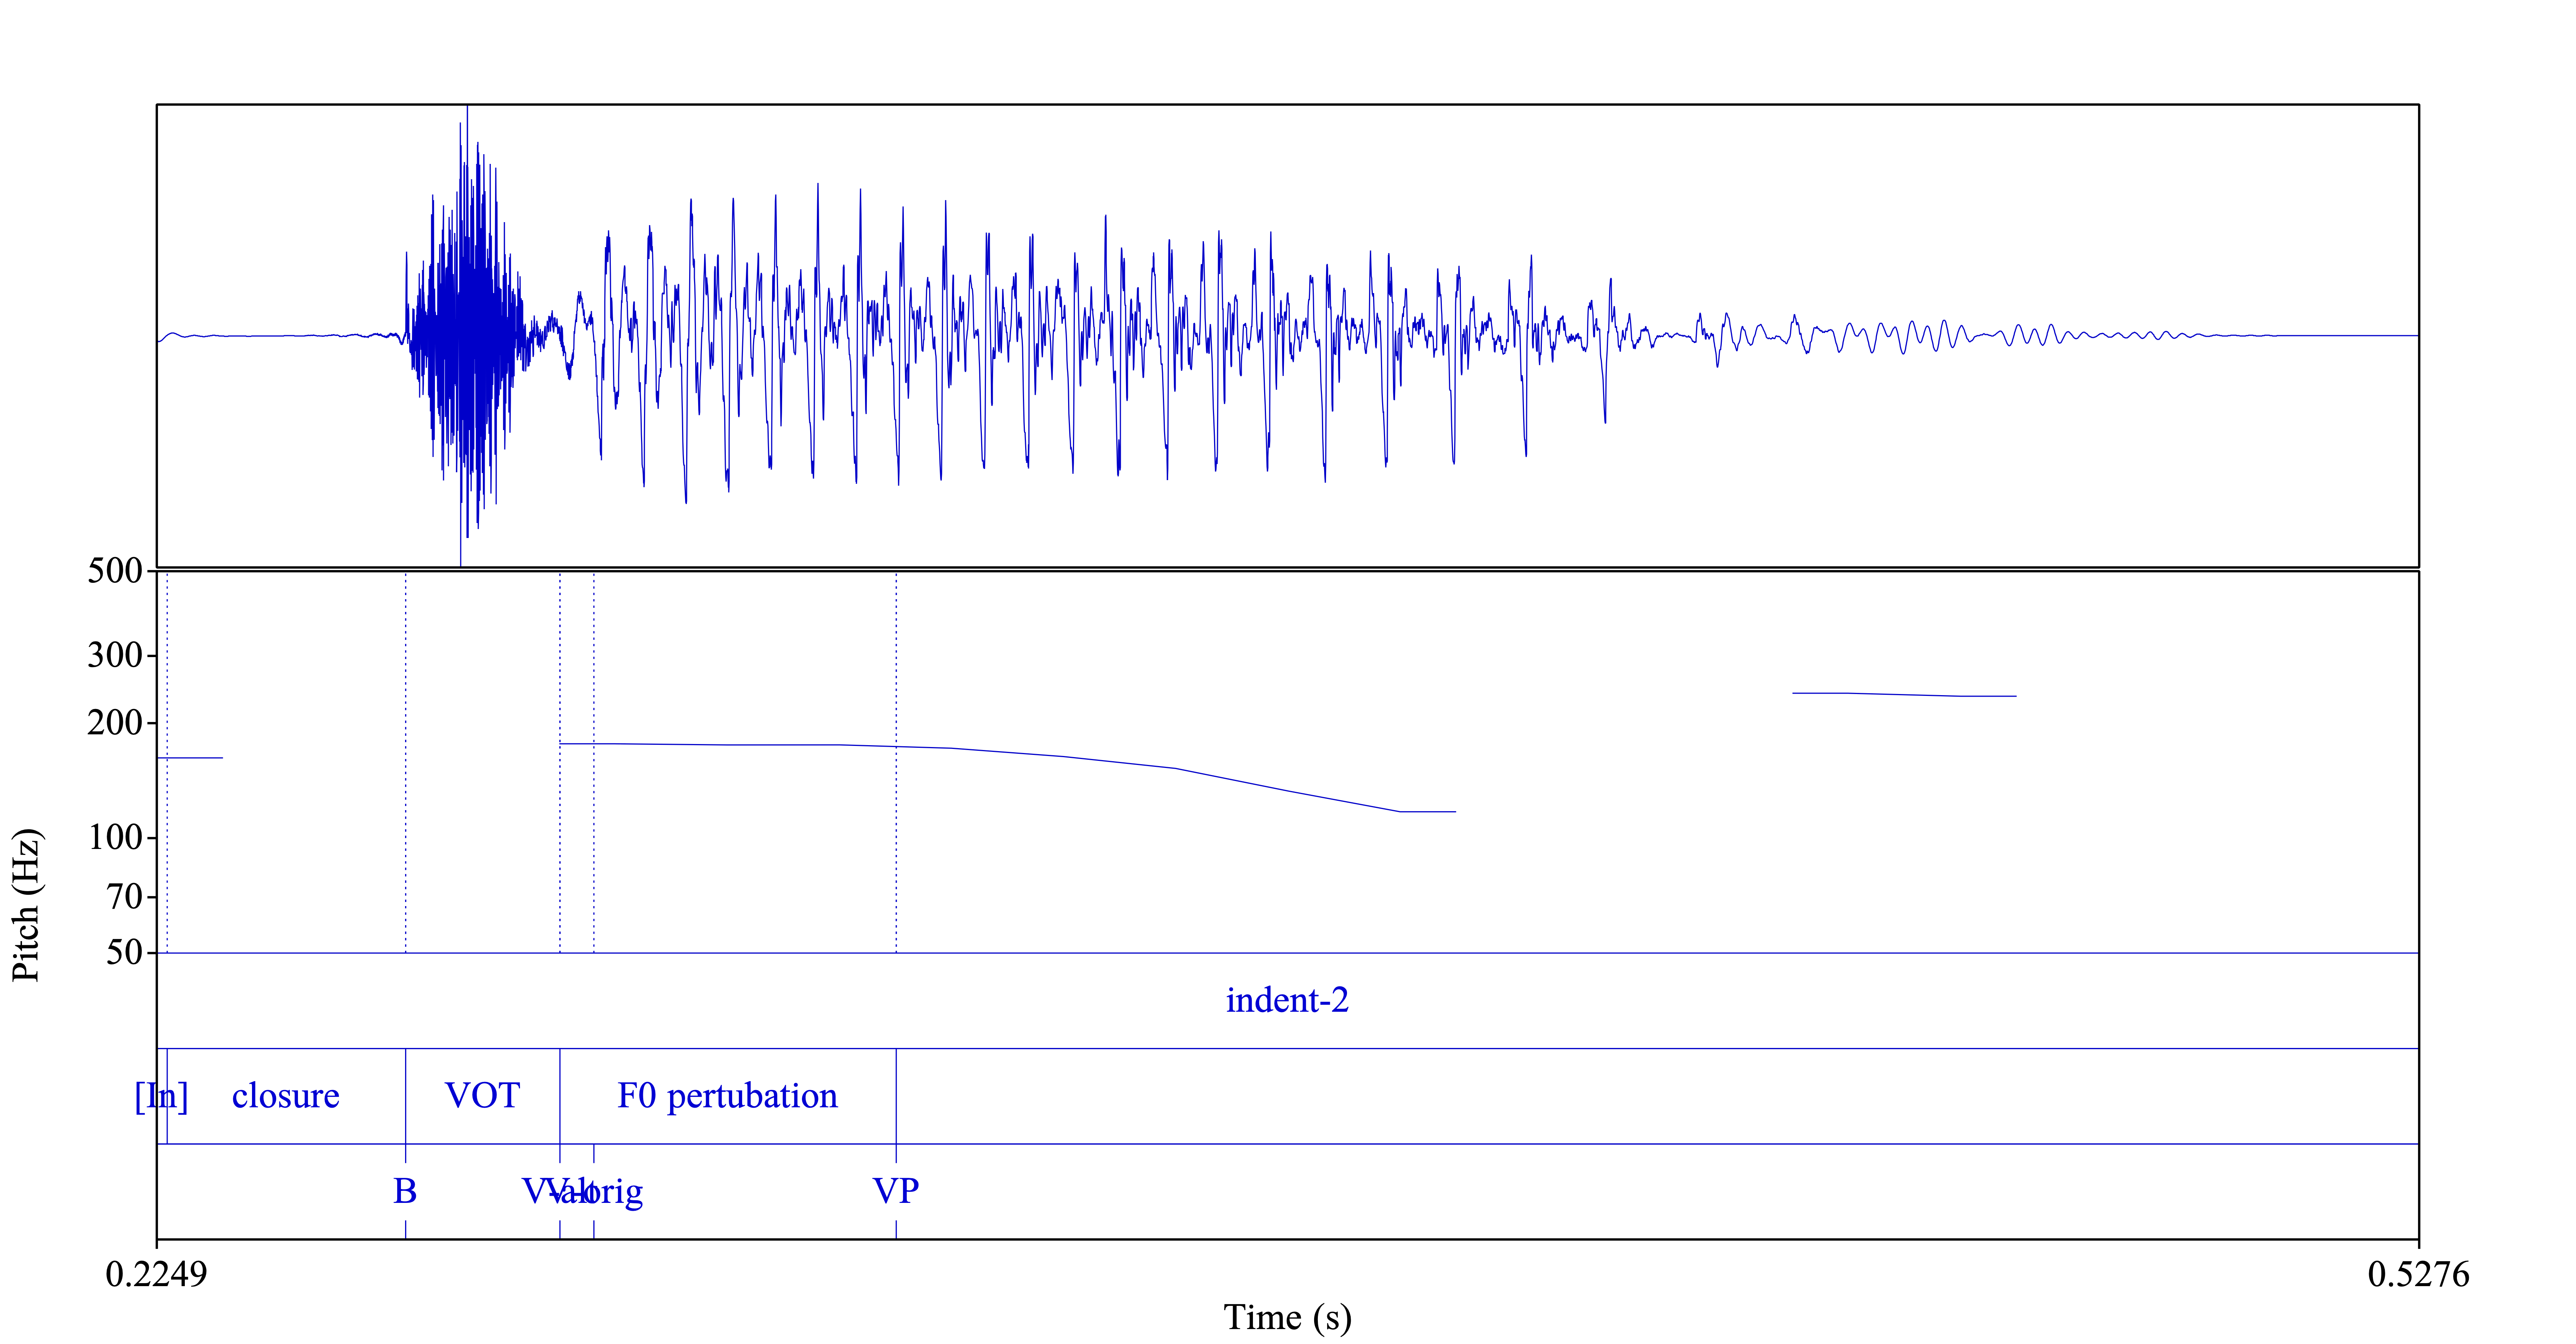 500
300
200
100
70
50
Pitch (Hz)
indent-2
[In] closure VOT F0 pertubation
B VP
0.2249 0.5276
Time (s)